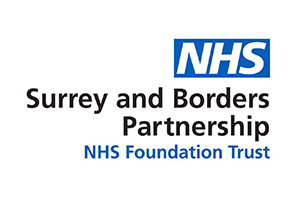 NHS
Surrey and Borders
Partnership
NHS Foundation Trust